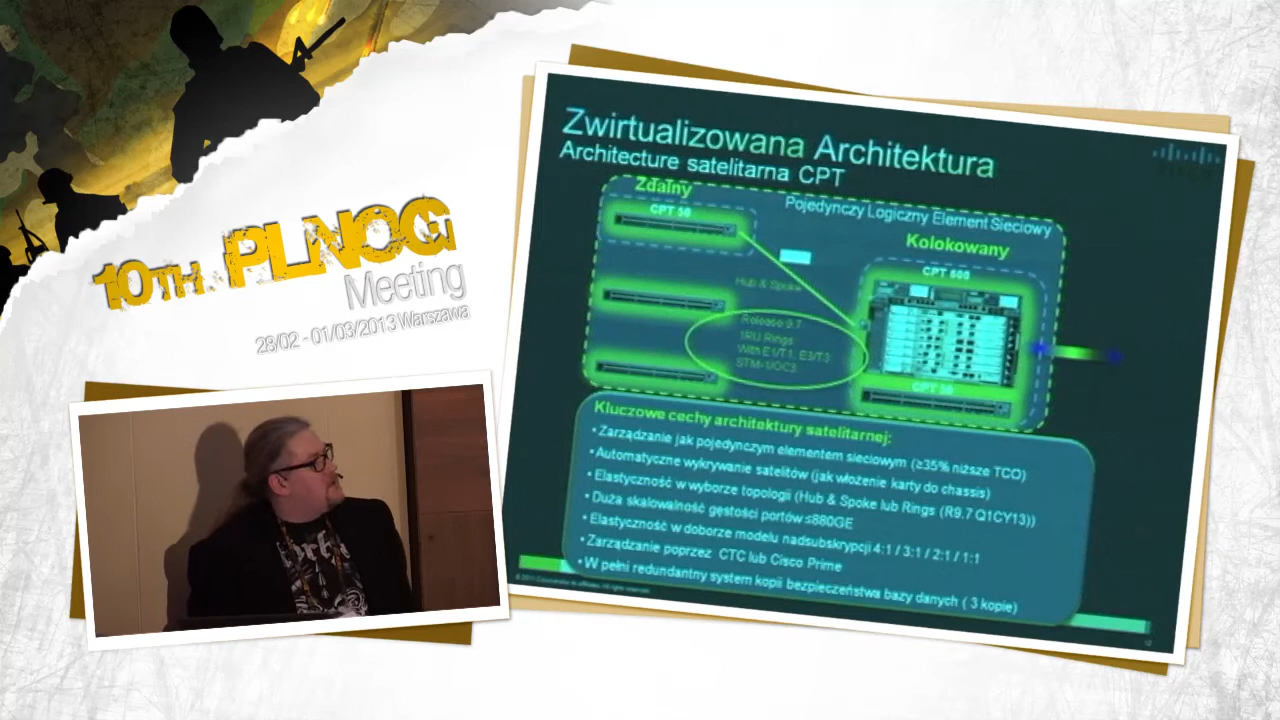 10TH PLNOG
Meeting
28/02 - 01/03/2013 Warszawa
Zwirtualizowana Architektura
Architecture satelitarna CPT
Zdalny
CPT 50
Pojedynczy Logiczny Element Sieciowy
Kolokowany
CPT 600
Hub & Spoke
Release 9.7
1RU Rings
With E1/T1, E3/T3
STM-1/OC3
CPT 50
Kluczowe cechy architektury satelitarnej:
• Zarządzanie jak pojedynczym elementem sieciowym (≥35% niższe TCO)
• Automatyczne wykrywanie satelitów (jak włożenie karty do chassis)
• Elastyczność w wyborze topologii (Hub & Spoke lub Rings (R9.7 Q1CY13))
• Duża skalowalność gęstości portów ≤880GE
• Elastyczność w doborze modelu nadsubskrypcji 4:1 / 3:1 / 2:1 / 1:1
• Zarządzanie poprzez CTC lub Cisco Prime
• W pełni redundantny system kopii bezpieczeństwa bazy danych ( 3 kopie)